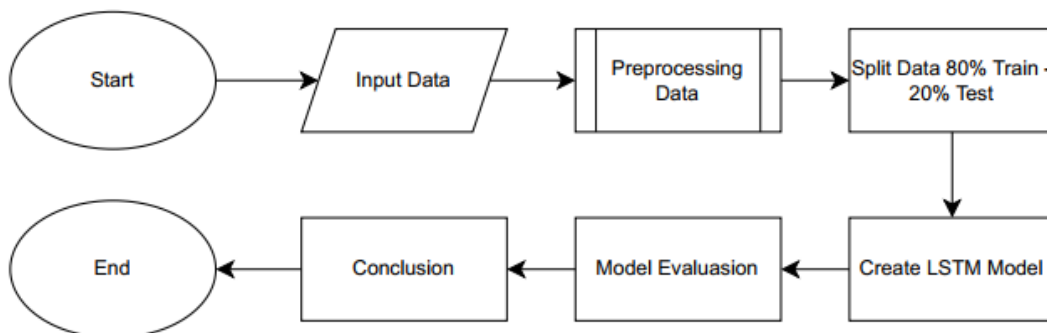 Start
Input Data
Preprocessing
Data
Split Data 80% Train -
20% Test
End
Conclusion
Model Evaluasion
Create LSTM Model